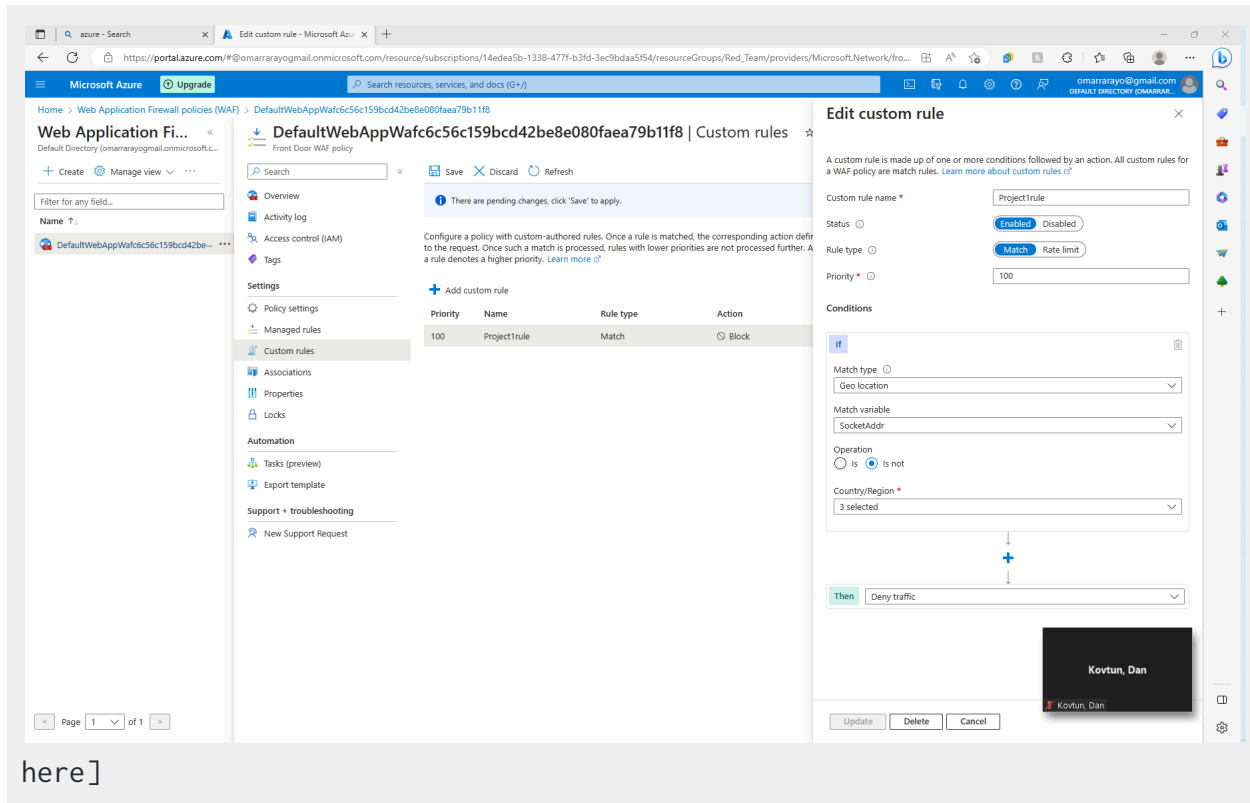 azure - Search
Edit custom rule - Microsoft Azur
https://portal.azure.com/#@omarrarayogmail.onmicrosoft.com/resource/subscriptions/14edea5b-1338-477f-b3fd-3ec9bdaa5f54/resourceGroups/Red_Team/providers/Microsoft.Network/fro...
Microsoft Azure
Upgrade
Search resources, services, and docs (G+/)
omarrarayo@gmail.com
DEFAULT DIRECTORY (OMARRAR...
Home > Web Application Firewall policies (WAF) > DefaultWebAppWafc6c56c159bcd42be8e080faea79b11f8
Web Application Fi... «
Default Directory (omarrarayogmail.onmicrosoft.c...
+ Create
Manage view
...
Filter for any field...
Name ↑↓
DefaultWebAppWafc6c56c159bcd42be... ...
< Page 1 of 1 >
DefaultWebAppWafc6c56c159bcd42be8e080faea79b11f8 | Custom rules
Front Door WAF policy
Search
«
Overview
Activity log
Access control (IAM)
Tags
Settings
Policy settings
Managed rules
Custom rules
Associations
Properties
Locks
Automation
Tasks (preview)
Export template
Support + troubleshooting
New Support Request
Save
Discard
Refresh
There are pending changes, click 'Save' to apply.
Configure a policy with custom-authored rules. Once a rule is matched, the corresponding action defin
to the request. Once such a match is processed, rules with lower priorities are not processed further. A
a rule denotes a higher priority. Learn more
Add custom rule
Priority Name Rule type Action
100 Project1rule Match Block
Edit custom rule
A custom rule is made up of one or more conditions followed by an action. All custom rules for
a WAF policy are match rules. Learn more about custom rules
Custom rule name * Project1rule
Status Enabled Disabled
Rule type Match Rate limit
Priority * 100
Conditions
If
Match type
Geo location
Match variable
SocketAddr
Operation
Is Is not
Country/Region *
3 selected
Then Deny traffic
Kovtun, Dan
Kovtun, Dan
Update Delete Cancel
here]